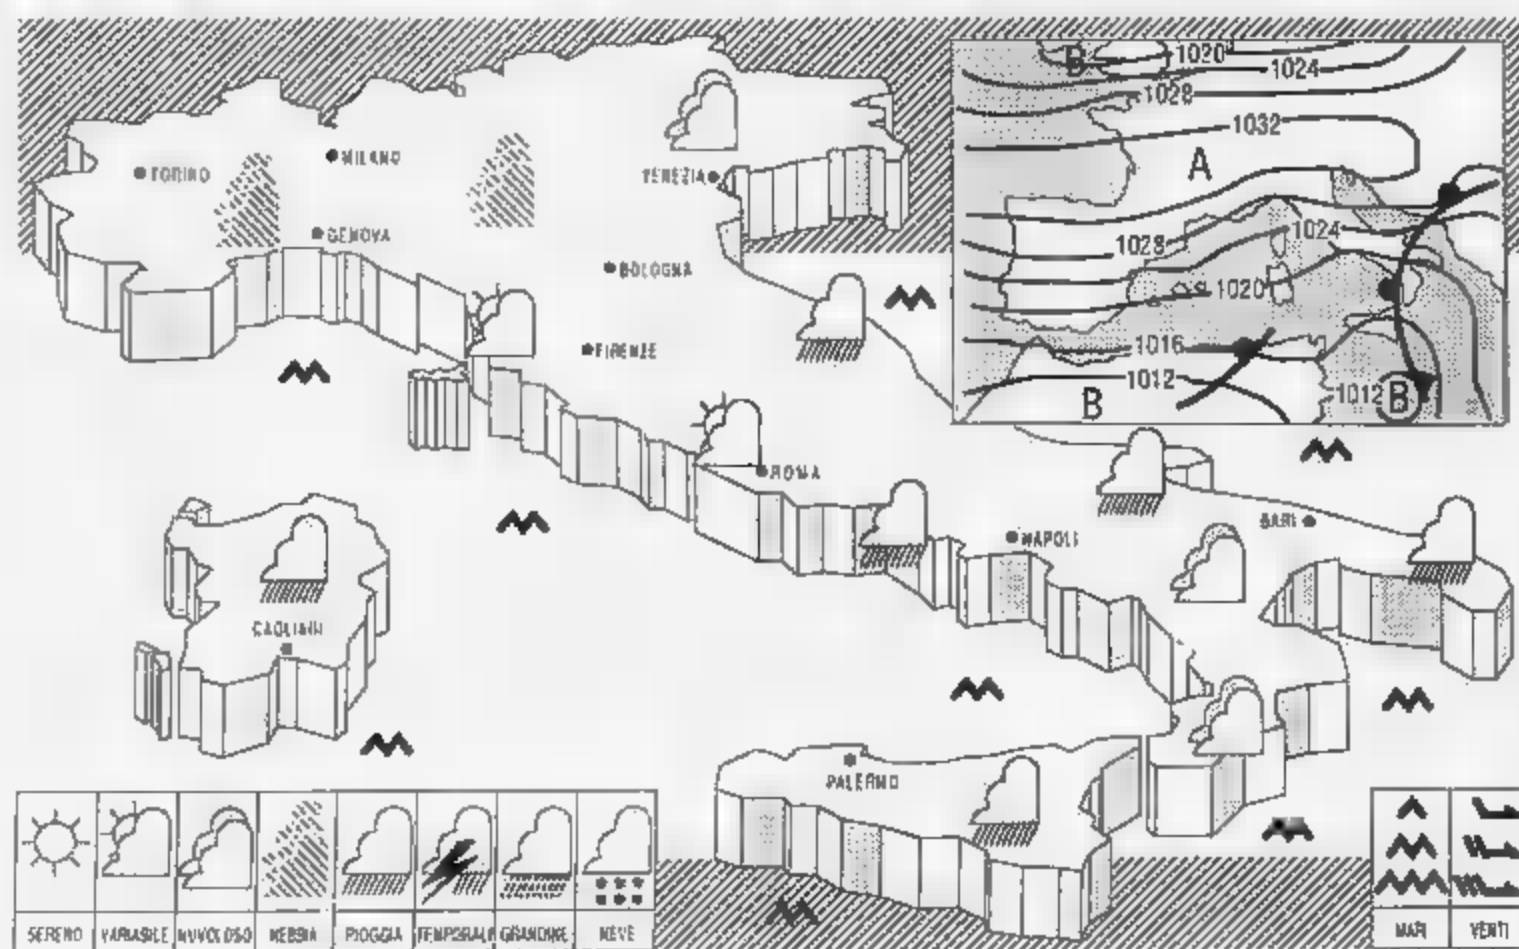 B 1020
1024
1028
1032
A
TORINO
MILANO
VENEZIA
GENOVA
BOLOGNA
FIRENZE
1028
1024
1020
1016
1012
B
1012 B
ROMA
NAPOLI
BARI
CAGLIARI
PALERMO
SERENO VARIABILE NUVOLOSO NEBBIA PIOGGIA TEMPORALE GRANDINE NEVE
MARI VENTI